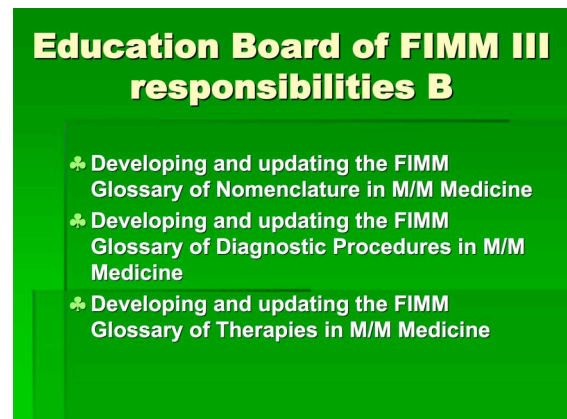 Education Board of FIMM III
responsibilities B
♣ Developing and updating the FIMM
Glossary of Nomenclature in M/M Medicine
♣ Developing and updating the FIMM
Glossary of Diagnostic Procedures in M/M
Medicine
♣ Developing and updating the FIMM
Glossary of Therapies in M/M Medicine